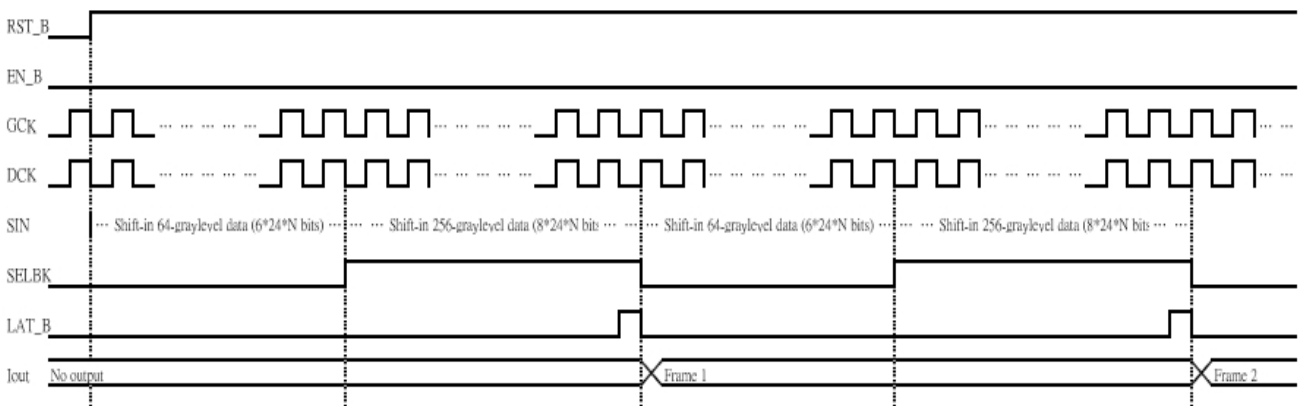 RST_B
EN_B
GCK ... ... ... ... ... ... ... ... ... ... ... ... ... ... ... ... ... ... ... ... ... ...
DCK ... ... ... ... ... ... ... ... ... ... ... ... ... ... ... ... ... ... ... ... ... ...
SIN ... Shift-in 64-graylevel data (6*24*N bits) ... ... ... Shift-in 256-graylevel data (8*24*N bits ... ... ... Shift-in 64-graylevel data (6*24*N bits) ... ... ... Shift-in 256-graylevel data (8*24*N bits ... ...
SELBK
LAT_B
Iout No output Frame 1 Frame 2